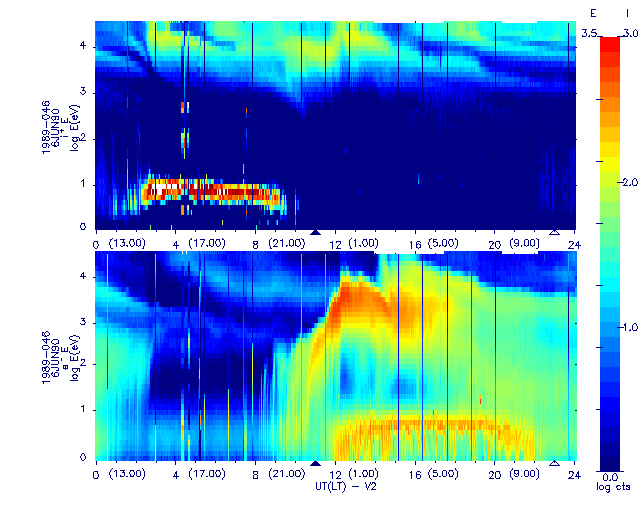 E I
3.5 3.0
4
3
2
1
0
1989-046
6JUN90
i+ E
log E(eV)
0 (13.00) 4 (17.00) 8 (21.00) 12 (1.00) 16 (5.00) 20 (9.00) 24
2.0
4
3
2
1
0
1989-046
6JUN90
e- E
log E(eV)
1.0
0 (13.00) 4 (17.00) 8 (21.00) 12 (1.00) 16 (5.00) 20 (9.00) 24
UT(LT) - V2
0.0
log cts